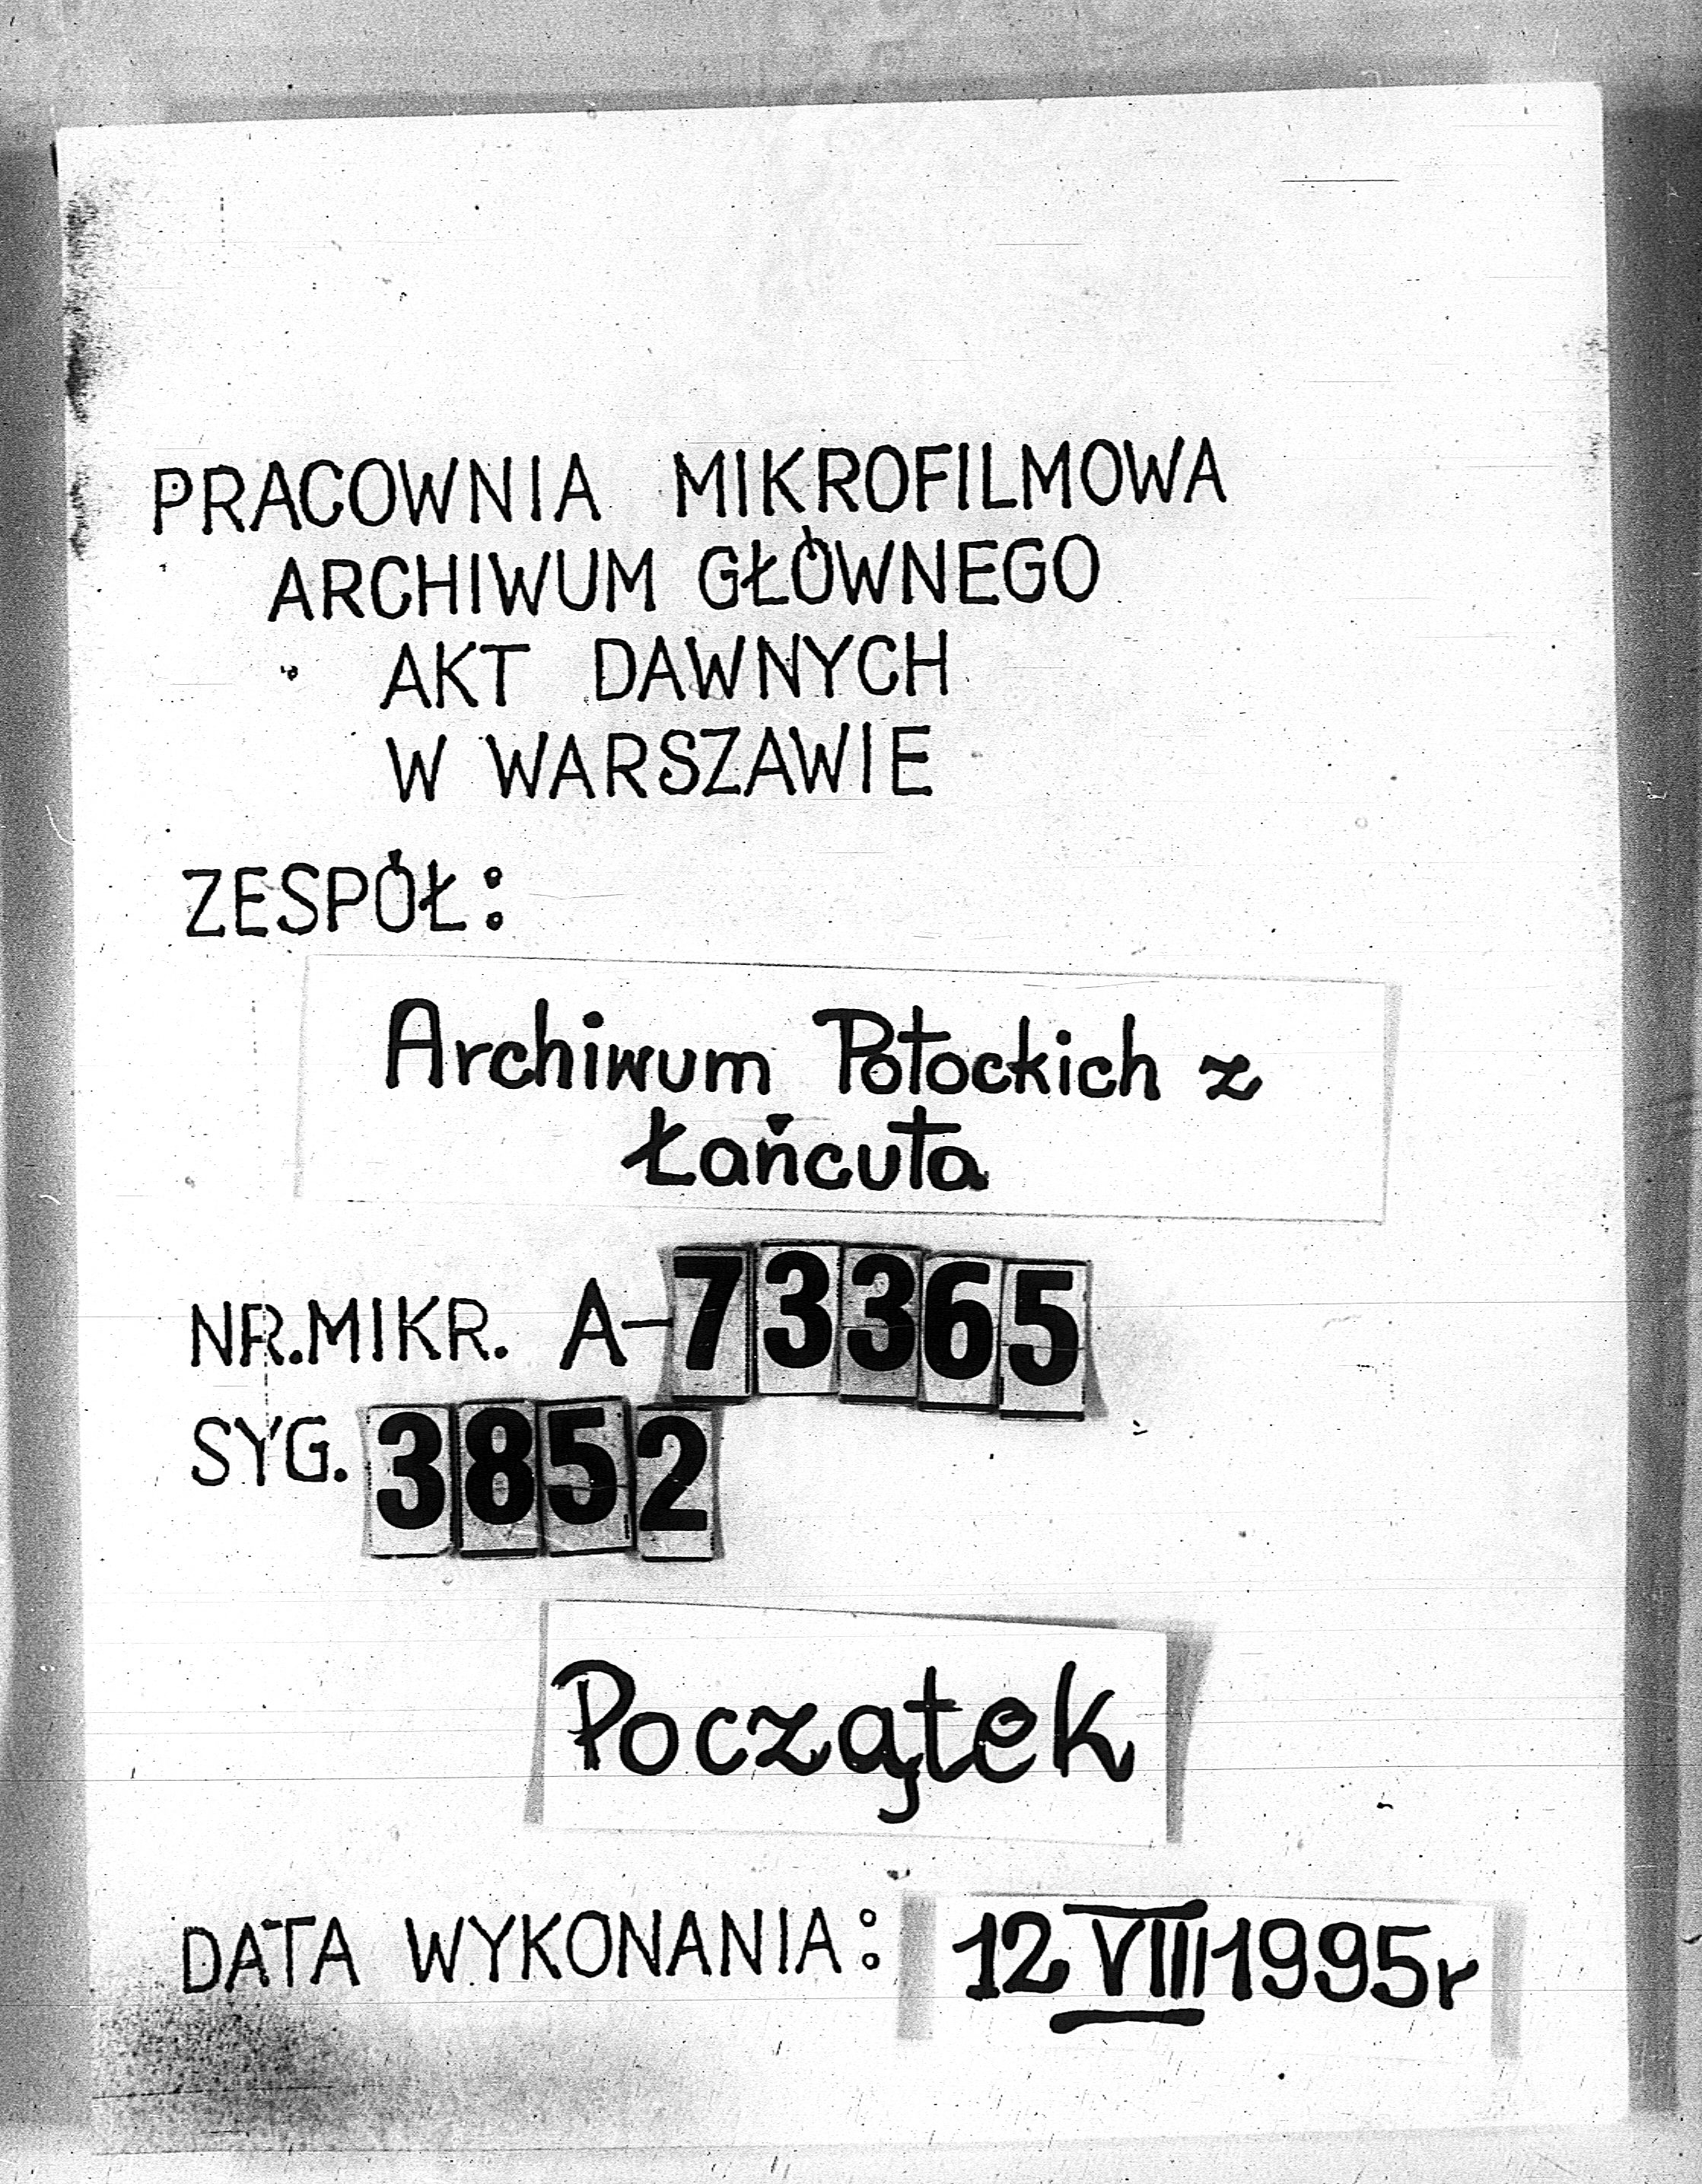 PRACOWNIA MIKROFILMOWA
ARCHIWUM GŁÓWNEGO
AKT DAWNYCH
W WARSZAWIE
ZESPÓŁ:
Archiwum Potockich z
Łańcuta
NR.MIKR. A-73365
SYG. 3852
Początek
DATA WYKONANIA: 12 VIII 1995r